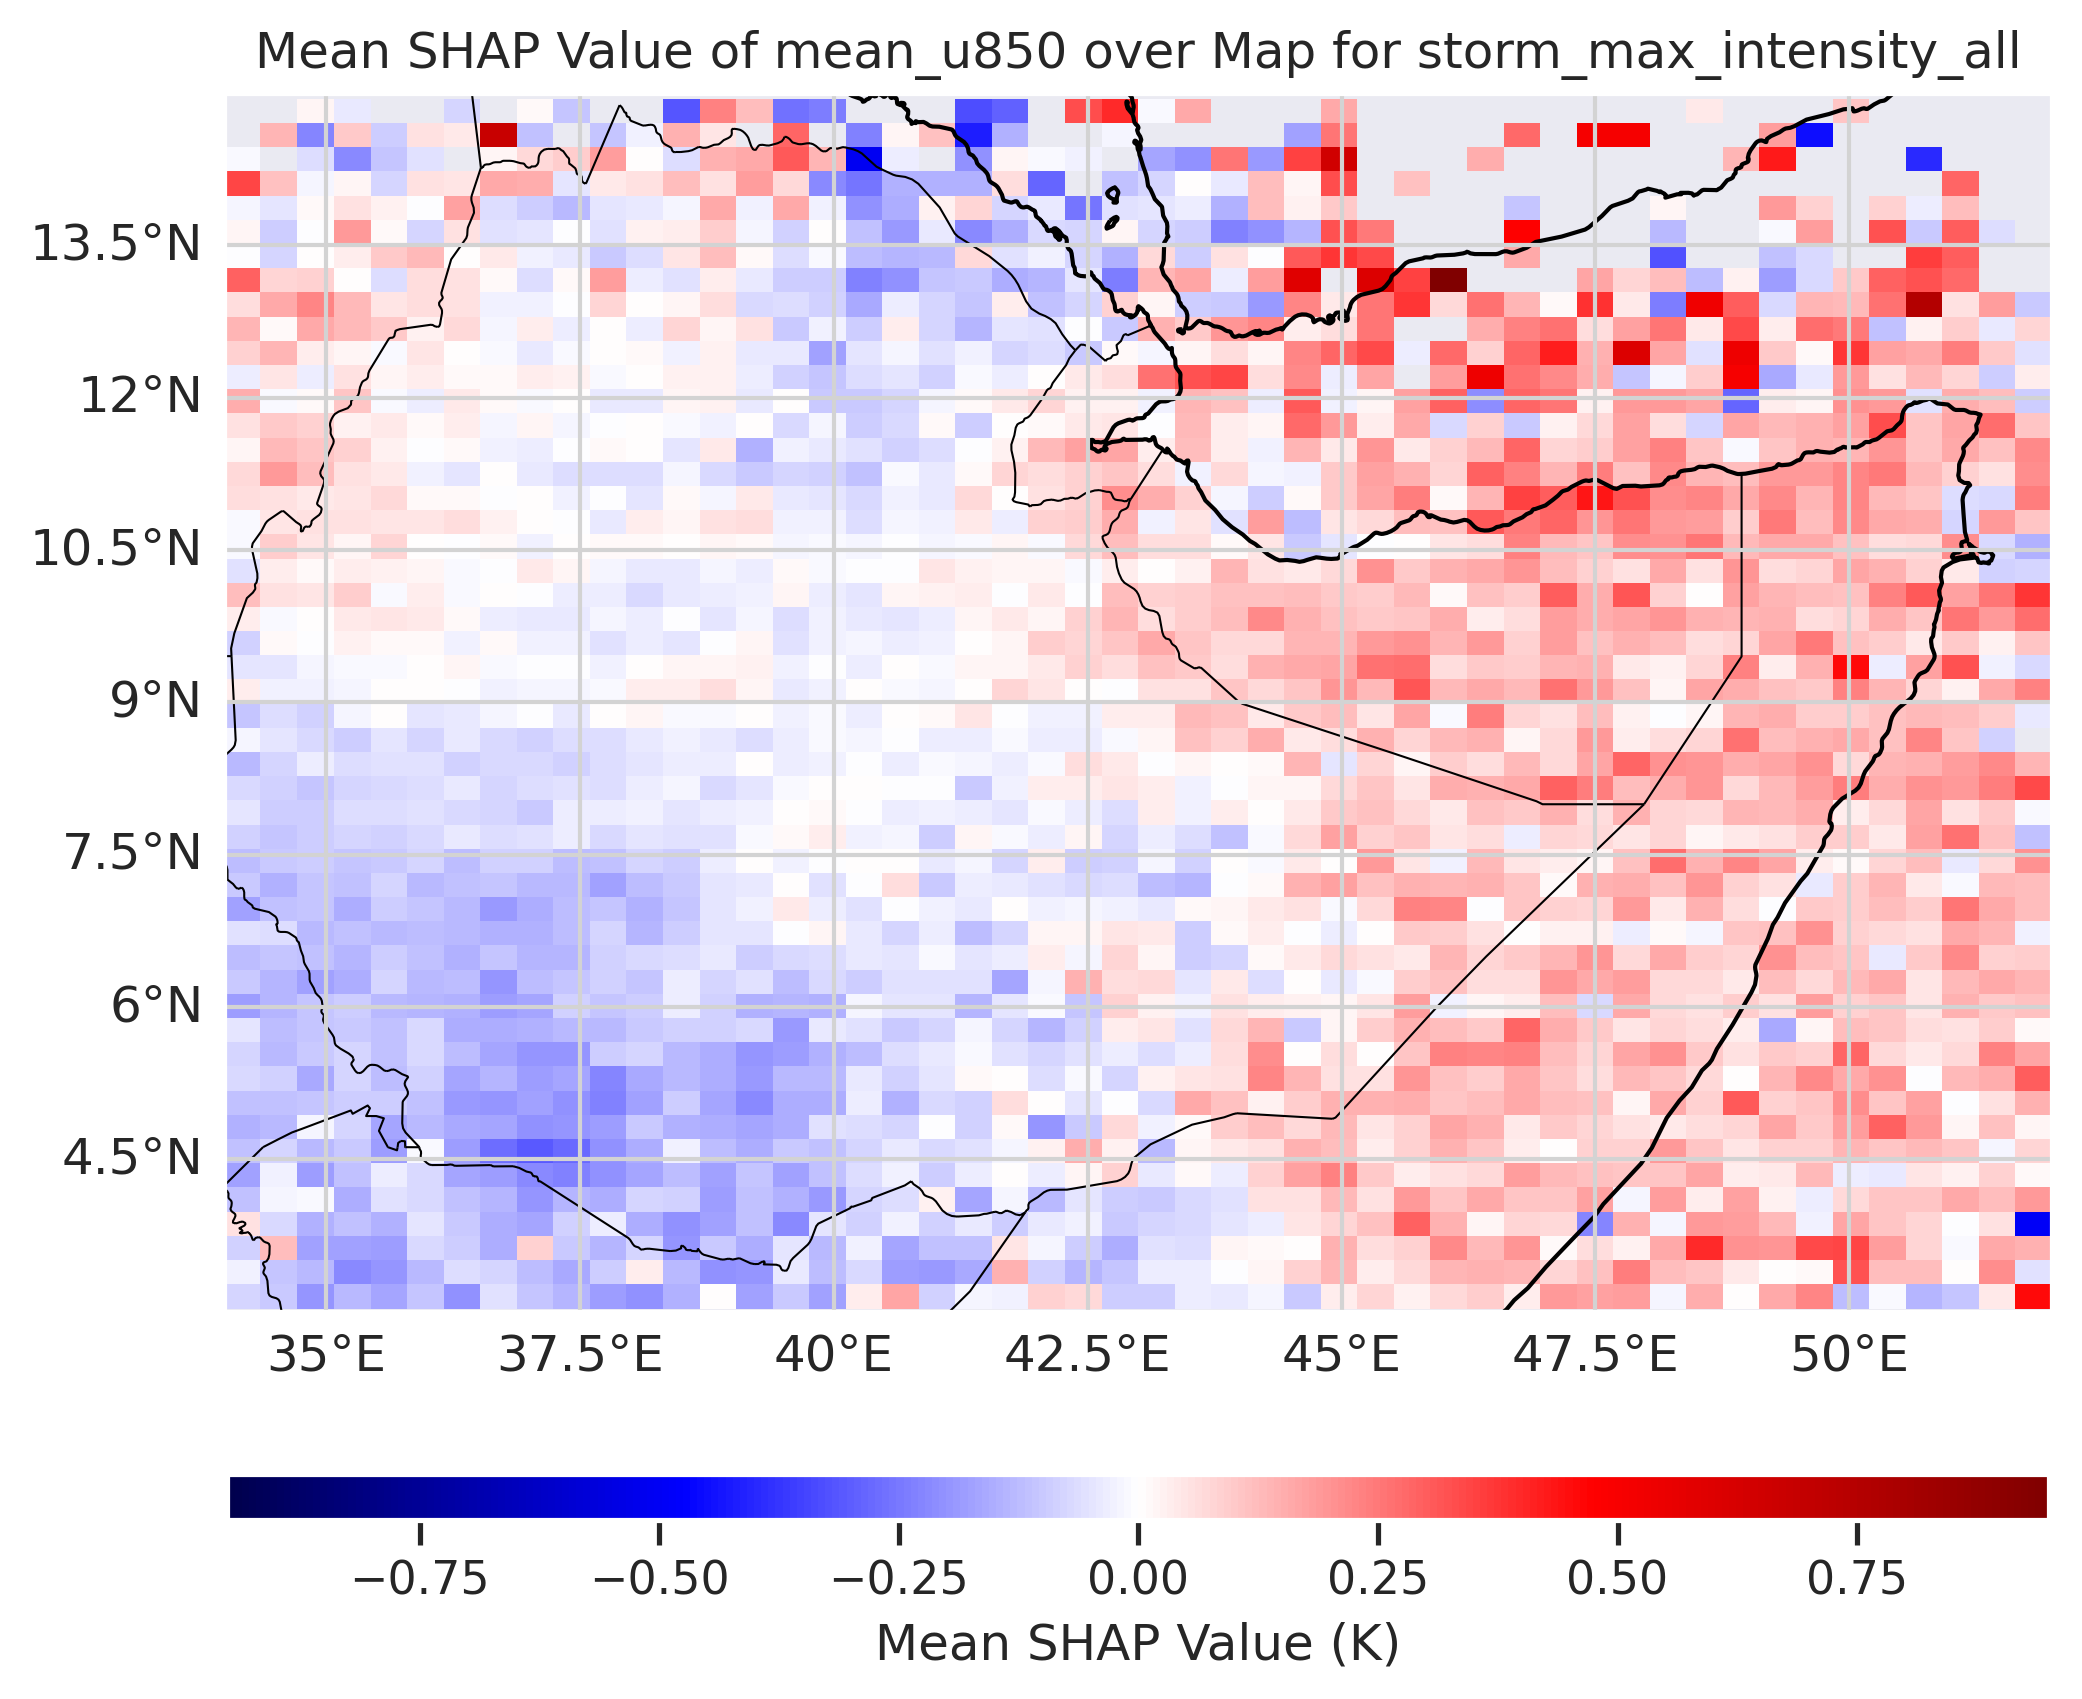 Mean SHAP Value of mean_u850 over Map for storm_max_intensity_all
13.5°N
12°N
10.5°N
9°N
7.5°N
6°N
4.5°N
35°E 37.5°E 40°E 42.5°E 45°E 47.5°E 50°E
−0.75 −0.50 −0.25 0.00 0.25 0.50 0.75
Mean SHAP Value (K)